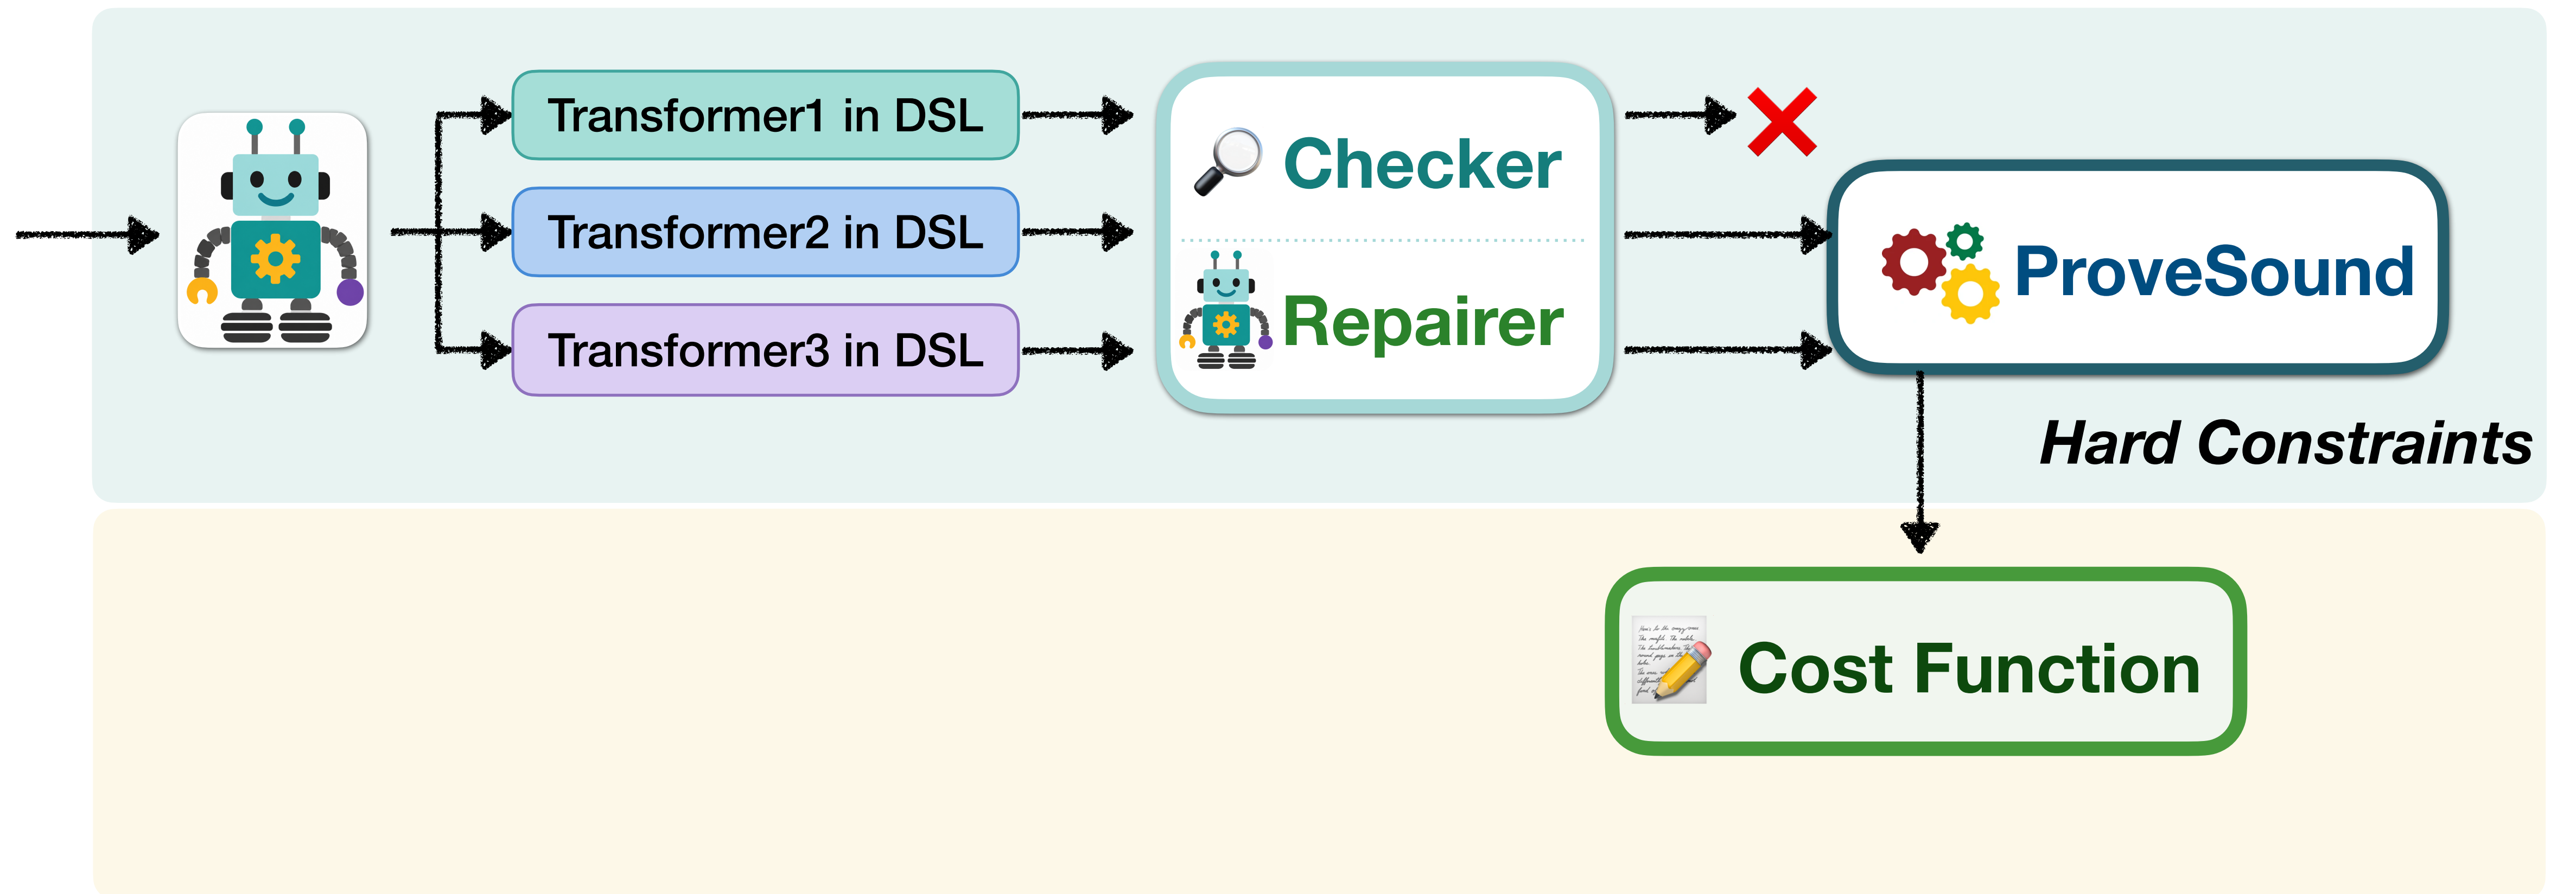 Transformer1 in DSL
Transformer2 in DSL
Transformer3 in DSL
Checker
Repairer
ProveSound
Hard Constraints
Cost Function